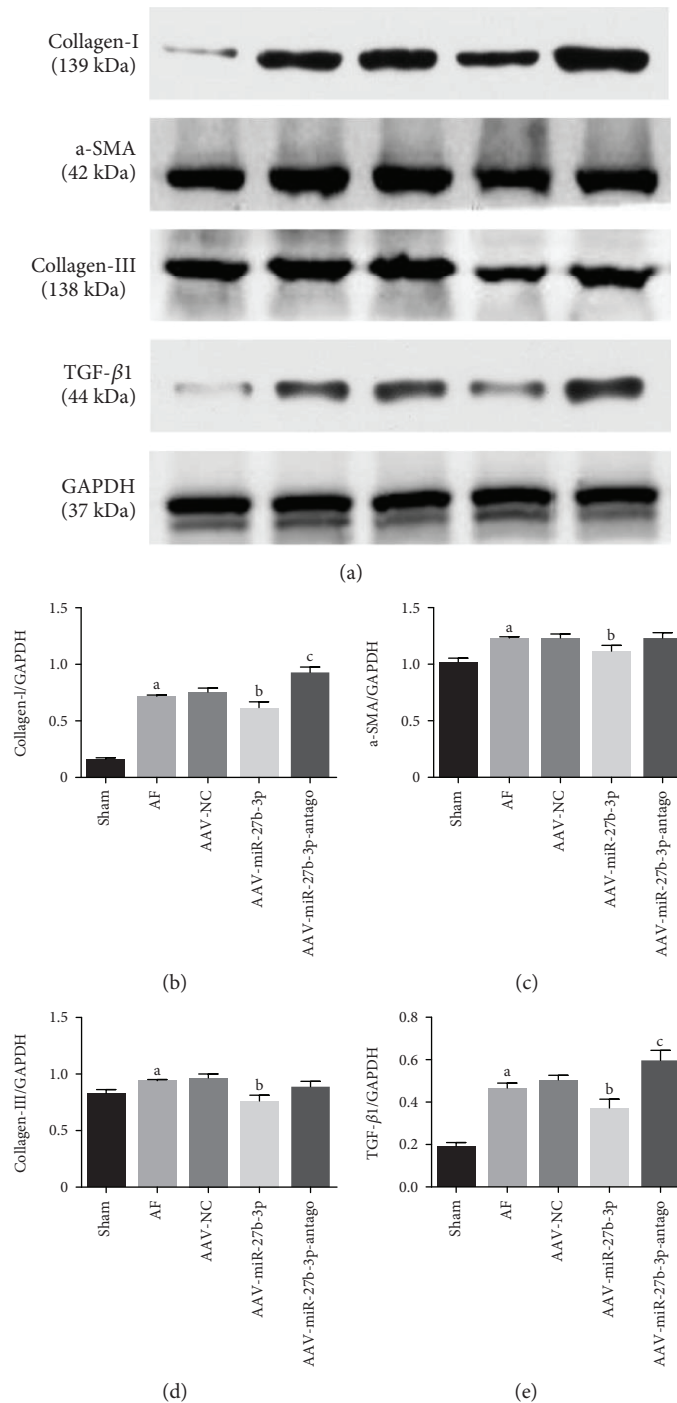 Collagen-I
(139 kDa)
a-SMA
(42 kDa)
Collagen-III
(138 kDa)
TGF-β1
(44 kDa)
GAPDH
(37 kDa)
(a)
Collagen-I/GAPDH
1.5
1.0
0.5
0
a
b
c
Sham
AF
AAV-NC
AAV-miR-27b-3p
AAV-miR-27b-3p-antago
(b)
a-SMA/GAPDH
1.5
1.0
0.5
0
a
b
Sham
AF
AAV-NC
AAV-miR-27b-3p
AAV-miR-27b-3p-antago
(c)
Collagen-III/GAPDH
1.5
1.0
0.5
0
a
b
Sham
AF
AAV-NC
AAV-miR-27b-3p
AAV-miR-27b-3p-antago
(d)
TGF-β1/GAPDH
0.8
0.6
0.4
0.2
0.0
a
b
c
Sham
AF
AAV-NC
AAV-miR-27b-3p
AAV-miR-27b-3p-antago
(e)